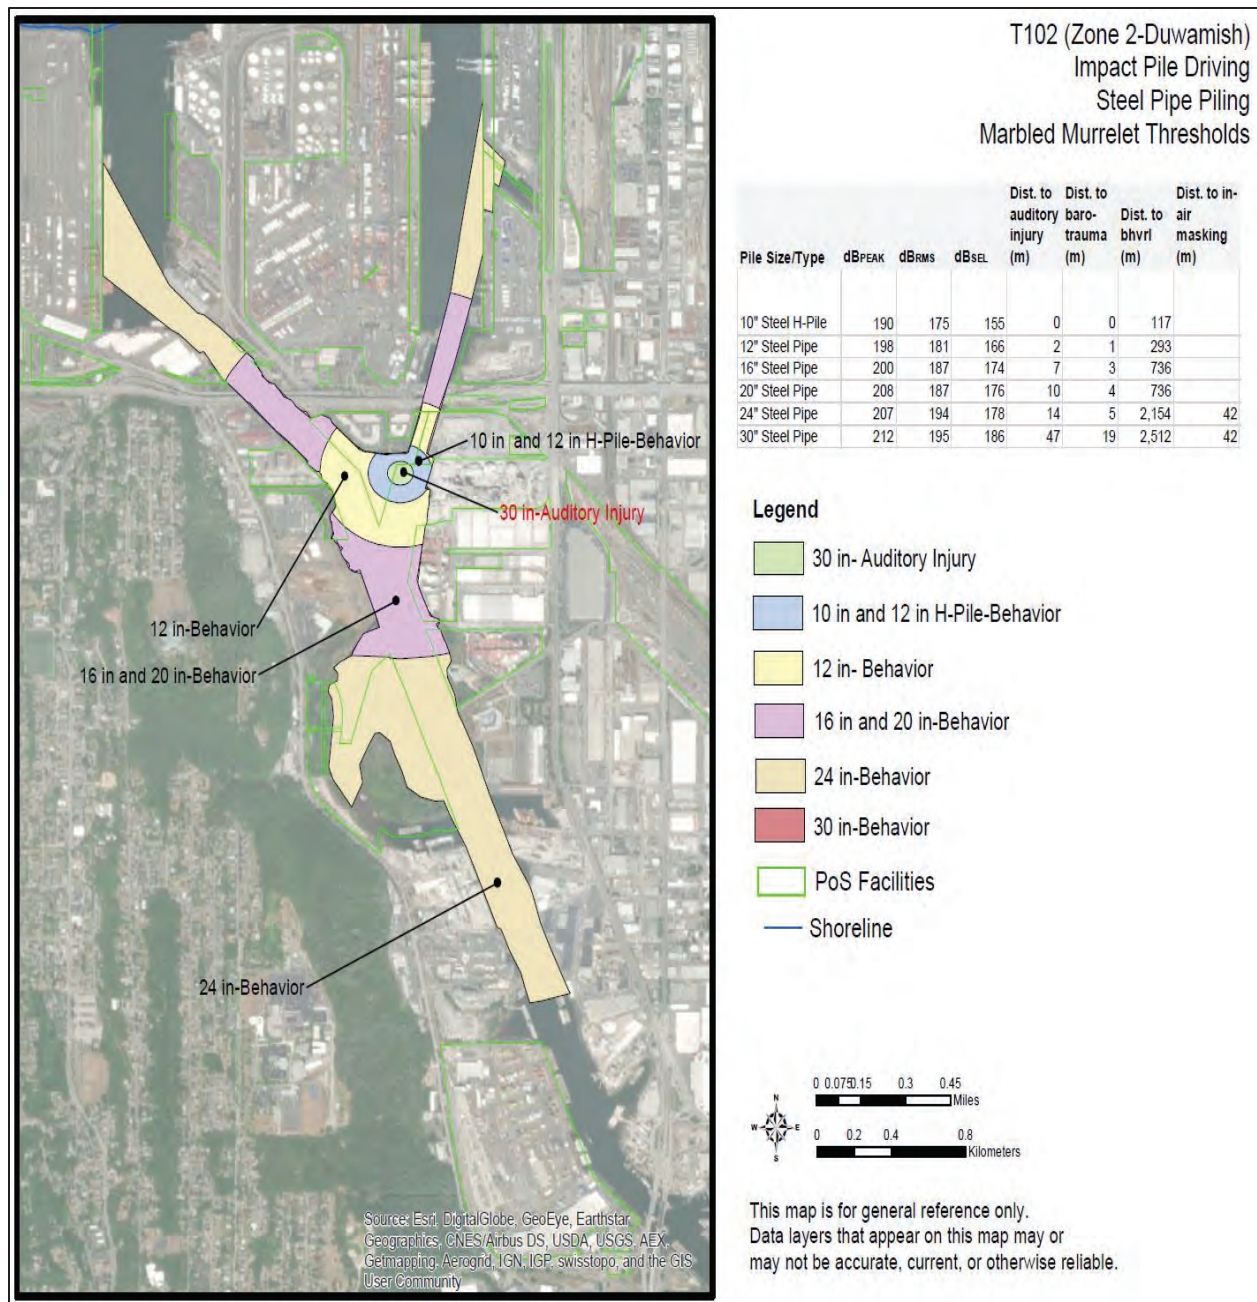 T102 (Zone 2-Duwamish)
Impact Pile Driving
Steel Pipe Piling
Marbled Murrelet Thresholds
Pile Size/Type dBPEAK dBRMS dBSEL Dist. to auditory injury (m) Dist. to baro-trauma (m) Dist. to bhvrl (m) Dist. to in-air masking (m)
10" Steel H-Pile 190 175 155 0 0 117
12" Steel Pipe 198 181 166 2 1 293
16" Steel Pipe 200 187 174 7 3 736
20" Steel Pipe 208 187 176 10 4 736
24" Steel Pipe 207 194 178 14 5 2,154 42
30" Steel Pipe 212 195 186 47 19 2,512 42
10 in and 12 in H-Pile-Behavior
30 in-Auditory Injury
12 in-Behavior
16 in and 20 in-Behavior
24 in-Behavior
Legend
30 in- Auditory Injury
10 in and 12 in H-Pile-Behavior
12 in- Behavior
16 in and 20 in-Behavior
24 in-Behavior
30 in-Behavior
PoS Facilities
Shoreline
N
W E
S
0 0.075 0.15 0.3 0.45
Miles
0 0.2 0.4 0.8
Kilometers
This map is for general reference only.
Data layers that appear on this map may or
may not be accurate, current, or otherwise reliable.
Source: Esri, DigitalGlobe, GeoEye, Earthstar
Geographics, CNES/Airbus DS, USDA, USGS, AEX,
Getmapping, Aerogrid, IGN, IGP, swisstopo, and the GIS
User Community